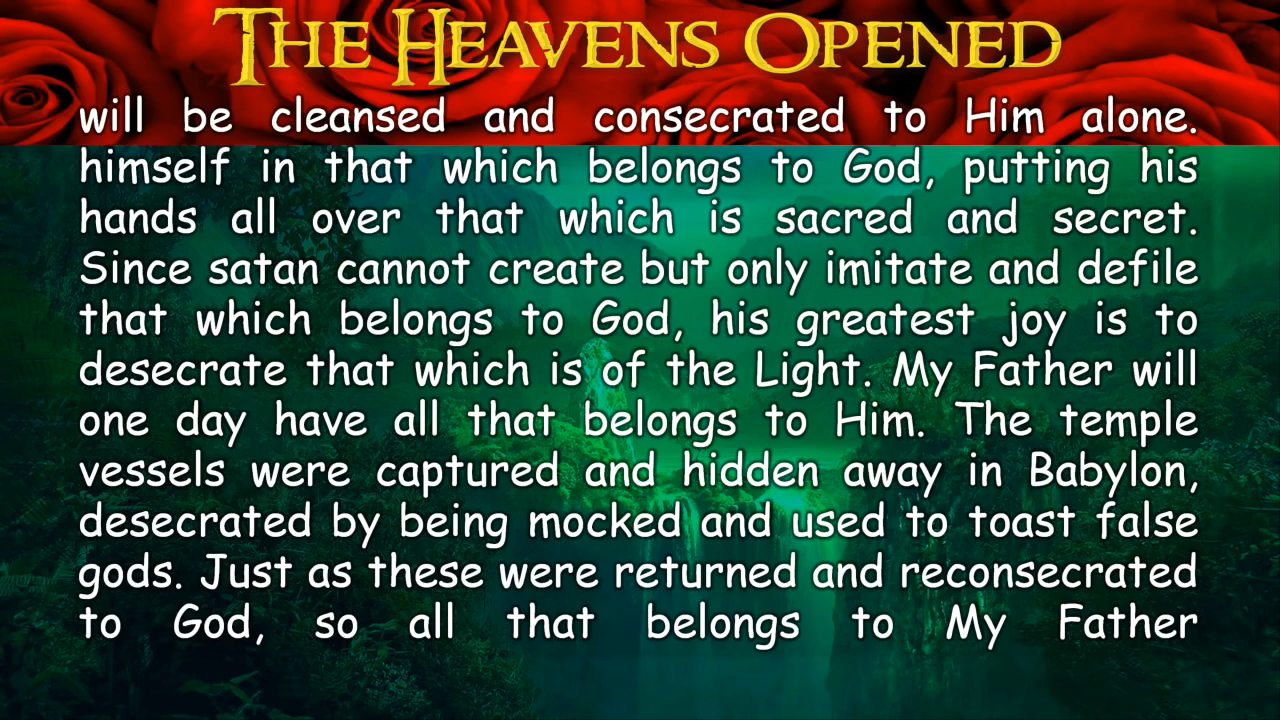 THE HEAVENS OPENED
will be cleansed and consecrated to Him alone.
himself in that which belongs to God, putting his
hands all over that which is sacred and secret.
Since satan cannot create but only imitate and defile
that which belongs to God, his greatest joy is to
desecrate that which is of the Light. My Father will
one day have all that belongs to Him. The temple
vessels were captured and hidden away in Babylon,
desecrated by being mocked and used to toast false
gods. Just as these were returned and reconsecrated
to God, so all that belongs to My Father